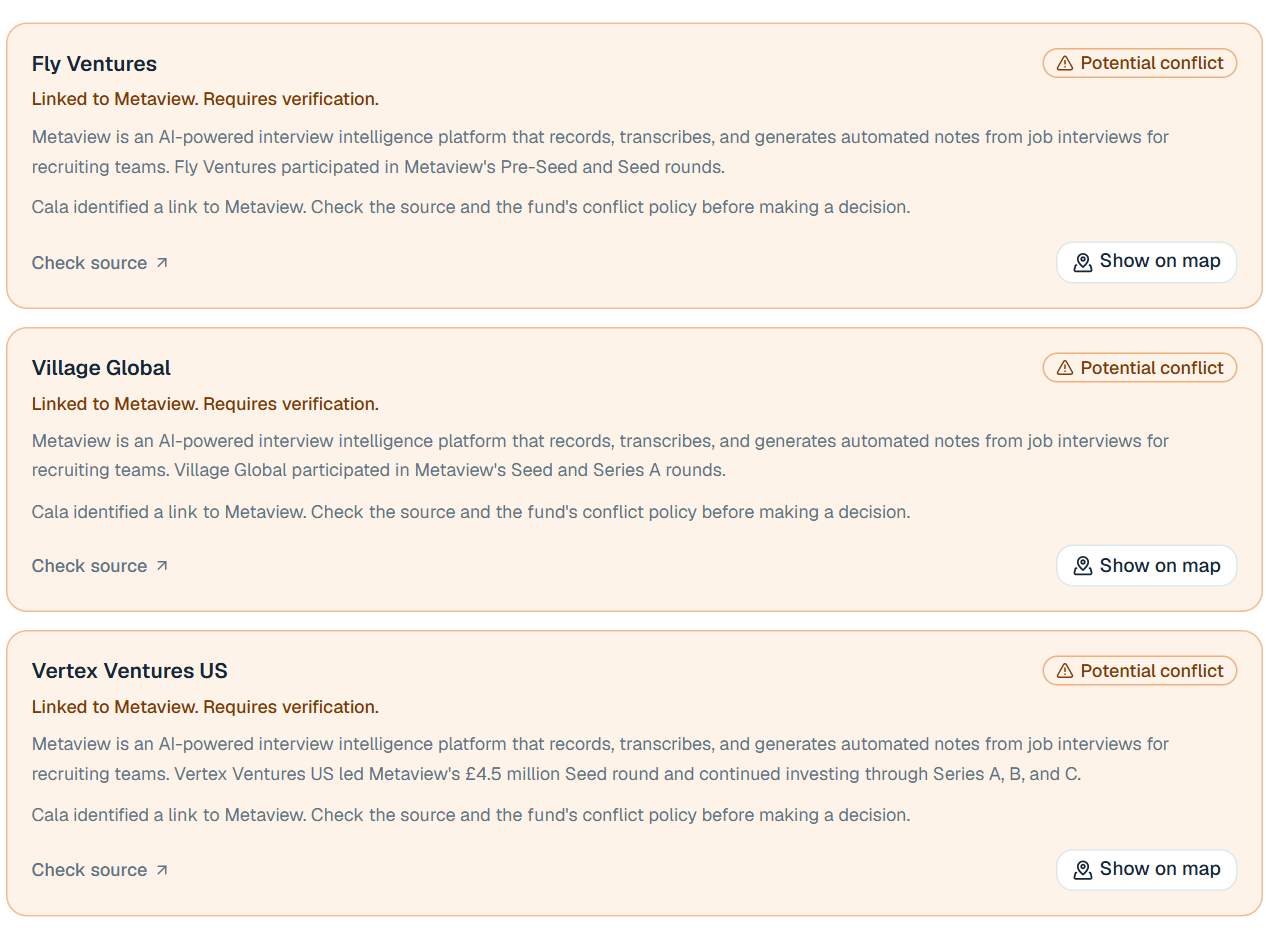 Fly Ventures
Potential conflict
Linked to Metaview. Requires verification.
Metaview is an AI-powered interview intelligence platform that records, transcribes, and generates automated notes from job interviews for
recruiting teams. Fly Ventures participated in Metaview's Pre-Seed and Seed rounds.
Cala identified a link to Metaview. Check the source and the fund's conflict policy before making a decision.
Check source ↗
Show on map
Village Global
Potential conflict
Linked to Metaview. Requires verification.
Metaview is an AI-powered interview intelligence platform that records, transcribes, and generates automated notes from job interviews for
recruiting teams. Village Global participated in Metaview's Seed and Series A rounds.
Cala identified a link to Metaview. Check the source and the fund's conflict policy before making a decision.
Check source ↗
Show on map
Vertex Ventures US
Potential conflict
Linked to Metaview. Requires verification.
Metaview is an AI-powered interview intelligence platform that records, transcribes, and generates automated notes from job interviews for
recruiting teams. Vertex Ventures US led Metaview's £4.5 million Seed round and continued investing through Series A, B, and C.
Cala identified a link to Metaview. Check the source and the fund's conflict policy before making a decision.
Check source ↗
Show on map